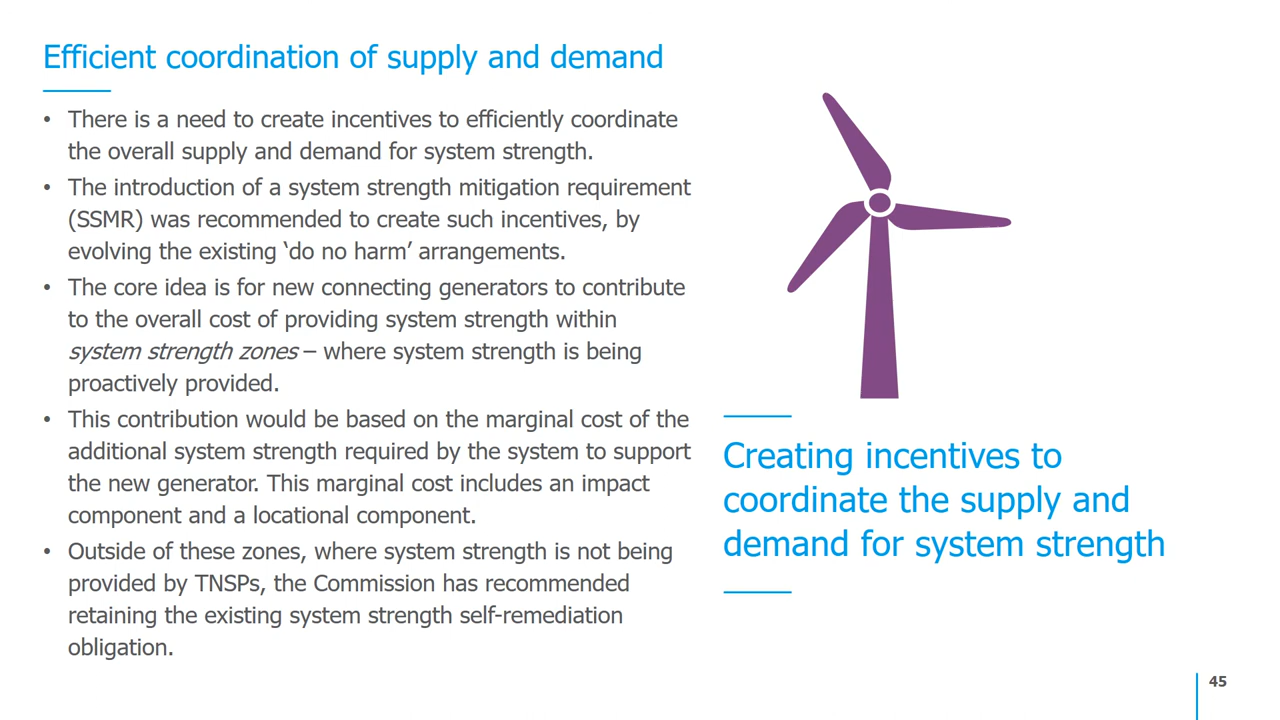 Efficient coordination of supply and demand
• There is a need to create incentives to efficiently coordinate
the overall supply and demand for system strength.
• The introduction of a system strength mitigation requirement
(SSMR) was recommended to create such incentives, by
evolving the existing ‘do no harm’ arrangements.
• The core idea is for new connecting generators to contribute
to the overall cost of providing system strength within
system strength zones – where system strength is being
proactively provided.
• This contribution would be based on the marginal cost of the
additional system strength required by the system to support
the new generator. This marginal cost includes an impact
component and a locational component.
• Outside of these zones, where system strength is not being
provided by TNSPs, the Commission has recommended
retaining the existing system strength self-remediation
obligation.
Creating incentives to
coordinate the supply and
demand for system strength
45